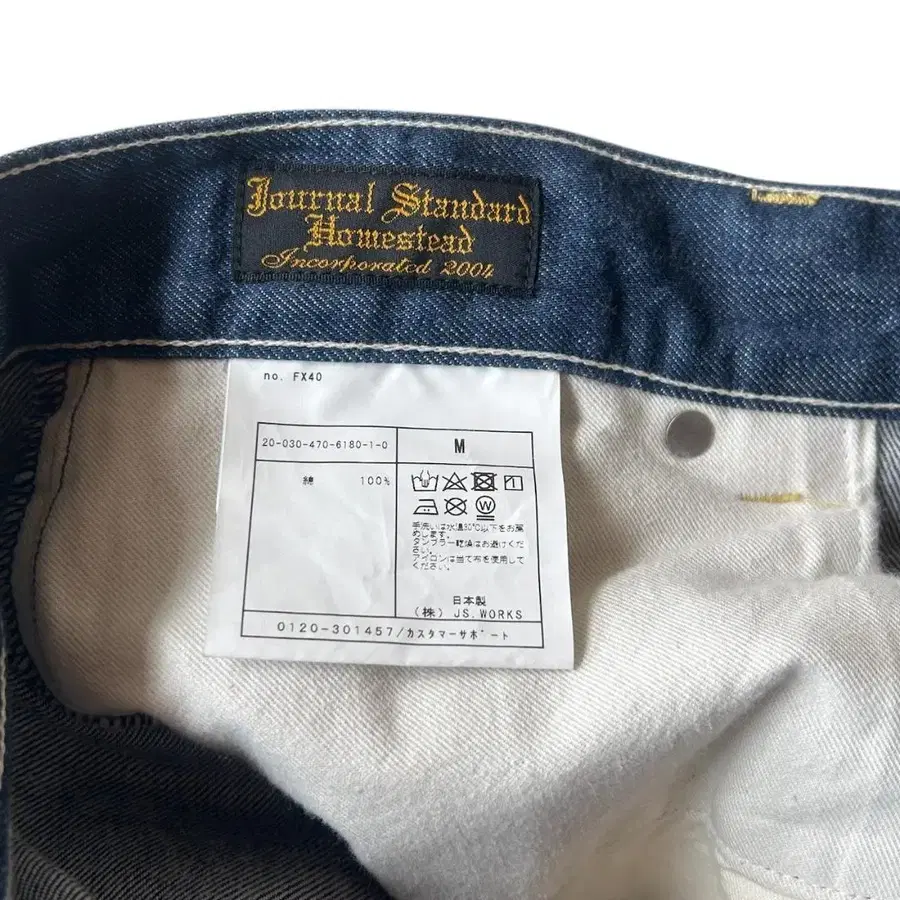 Journal Standard
Homestead
Incorporated 2004
no. FX40
20-030-470-6180-1-0
M
綿 100%
手洗いは水温30℃以下をお薦
めします。
タンブラー乾燥はお避けくだ
さい。
アイロンは当て布を使用して
ください。
日本製
(株) JS.WORKS
0120-301457/カスタマーサポート